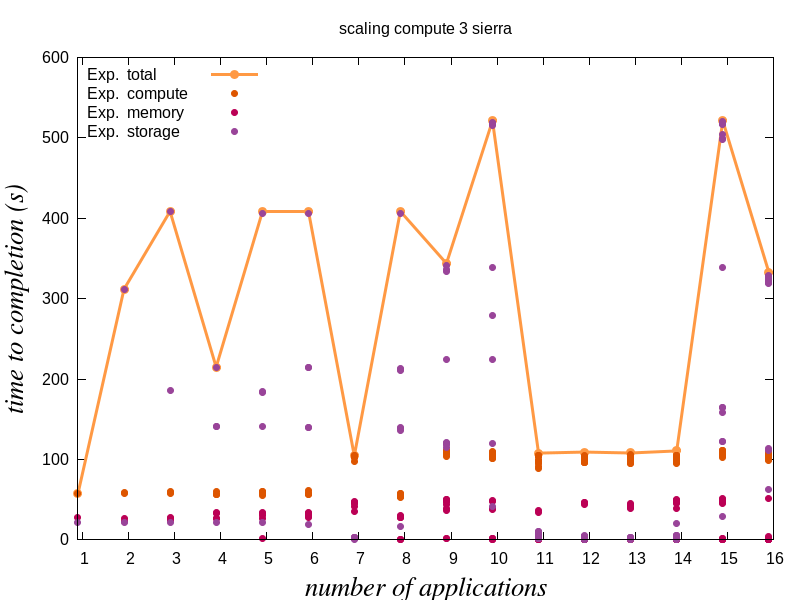 scaling compute 3 sierra
600
500
400
300
200
100
0
Exp. total
Exp. compute
Exp. memory
Exp. storage
time to completion (s)
1 2 3 4 5 6 7 8 9 10 11 12 13 14 15 16
number of applications